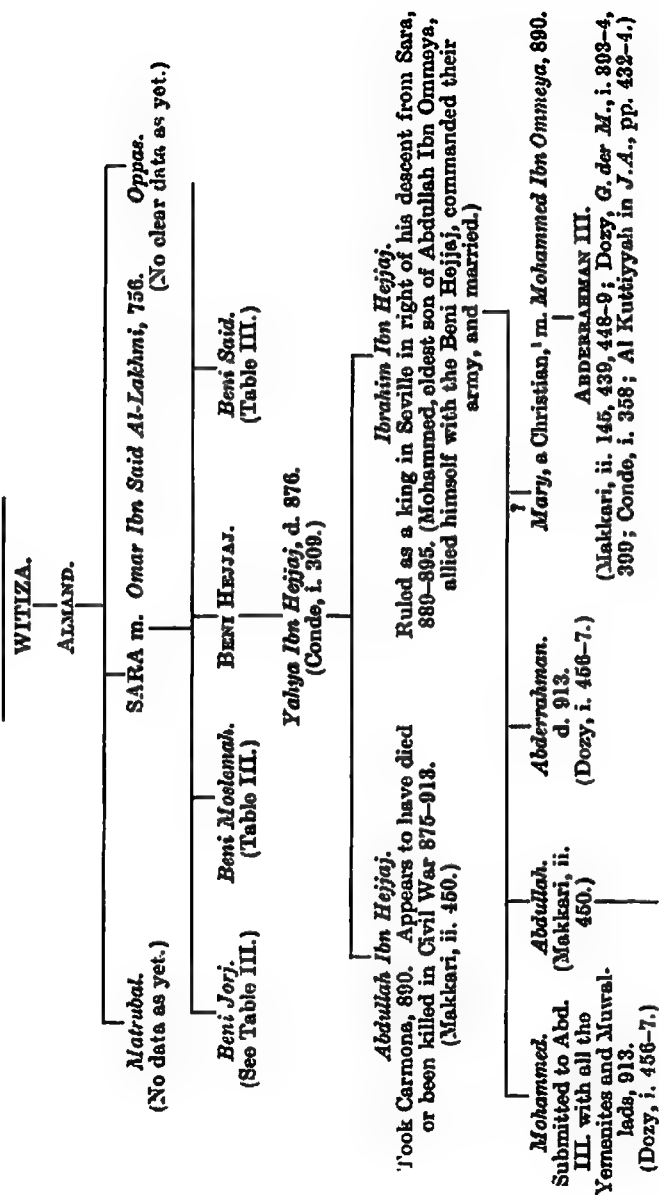 WITIZA.
ALMAND.
Matrubal.
(No data as yet.)
SARA m. Omar Ibn Said Al-Lakhmi, 756.
Oppas.
(No clear data as yet.)
Beni Jorj.
(See Table III.)
Beni Moslemah.
(Table III.)
BENI HEJJAJ.
Beni Said.
(Table III.)
Yahya Ibn Hejjaj, d. 876.
(Conde, i. 309.)
Abdullah Ibn Hejjaj.
Took Carmona, 890. Appears to have died
or been killed in Civil War 875–913.
(Makkari, ii. 450.)
Ibrahim Ibn Hejjaj.
Ruled as a king in Seville in right of his descent from Sara,
889–895. (Mohammed, oldest son of Abdullah Ibn Ommeya,
allied himself with the Beni Hejjaj, commanded their
army, and married.)
Mohammed.
Submitted to Abd.
III. with all the
Yemenites and Muwal-
lads, 913.
(Dozy, i. 456–7.)
Abdullah.
(Makkari, ii.
450.)
Abderrahman.
d. 913.
(Dozy, i. 456–7.)
?
Mary, a Christian,¹ m. Mohammed Ibn Ommeya, 890.
ABDERRAHMAN III.
(Makkari, ii. 145, 439, 448–9; Dozy, G. der M., i. 393–4,
399; Conde, i. 358; Al Kuttiyyah in J.A., pp. 432–4.)